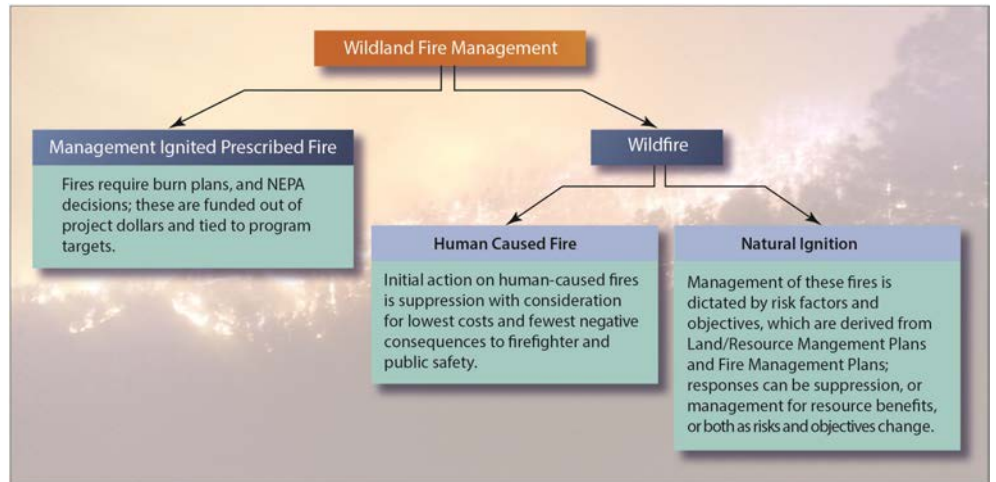 Wildland Fire Management
Management Ignited Prescribed Fire
Fires require burn plans, and NEPA
decisions; these are funded out of
project dollars and tied to program
targets.
Wildfire
Human Caused Fire
Initial action on human-caused fires
is suppression with consideration
for lowest costs and fewest negative
consequences to firefighter and
public safety.
Natural Ignition
Management of these fires is
dictated by risk factors and
objectives, which are derived from
Land/Resource Mangement Plans
and Fire Management Plans;
responses can be suppression, or
management for resource benefits,
or both as risks and objectives change.